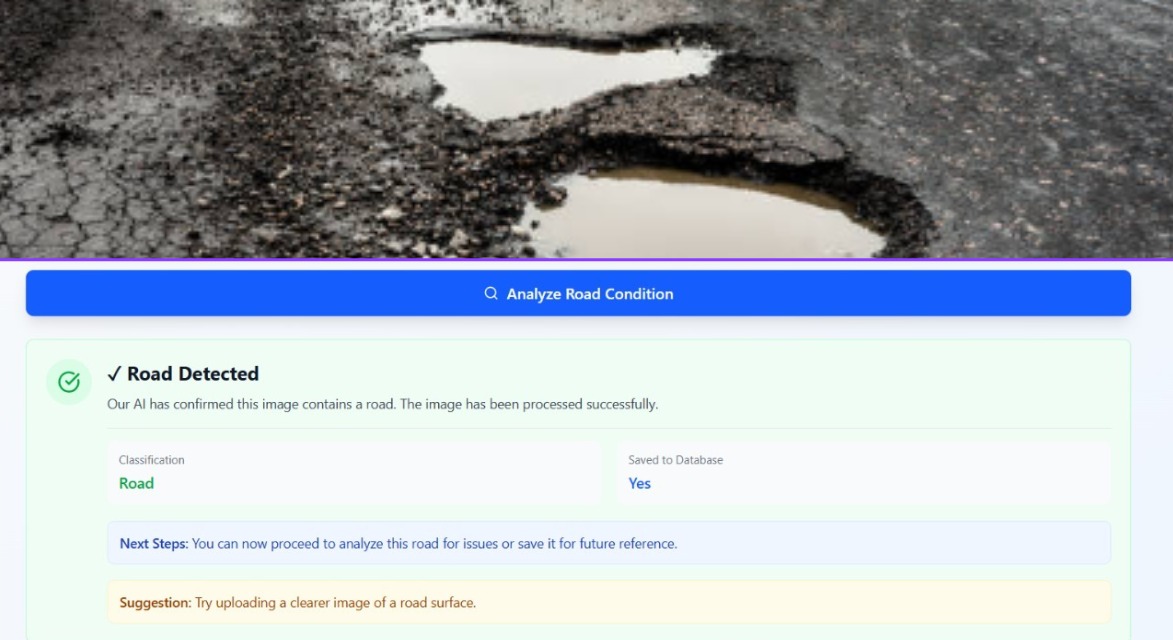 Analyze Road Condition
✓ Road Detected
Our AI has confirmed this image contains a road. The image has been processed successfully.
Classification
Road
Saved to Database
Yes
Next Steps: You can now proceed to analyze this road for issues or save it for future reference.
Suggestion: Try uploading a clearer image of a road surface.